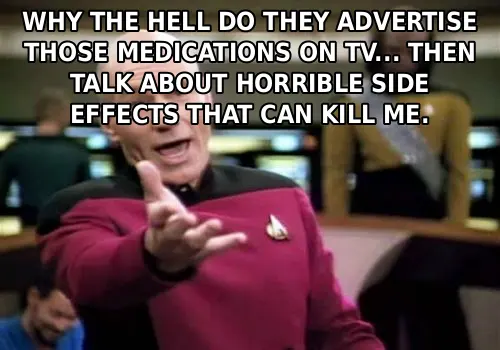 WHY THE HELL DO THEY ADVERTISE
THOSE MEDICATIONS ON TV... THEN
TALK ABOUT HORRIBLE SIDE
EFFECTS THAT CAN KILL ME.